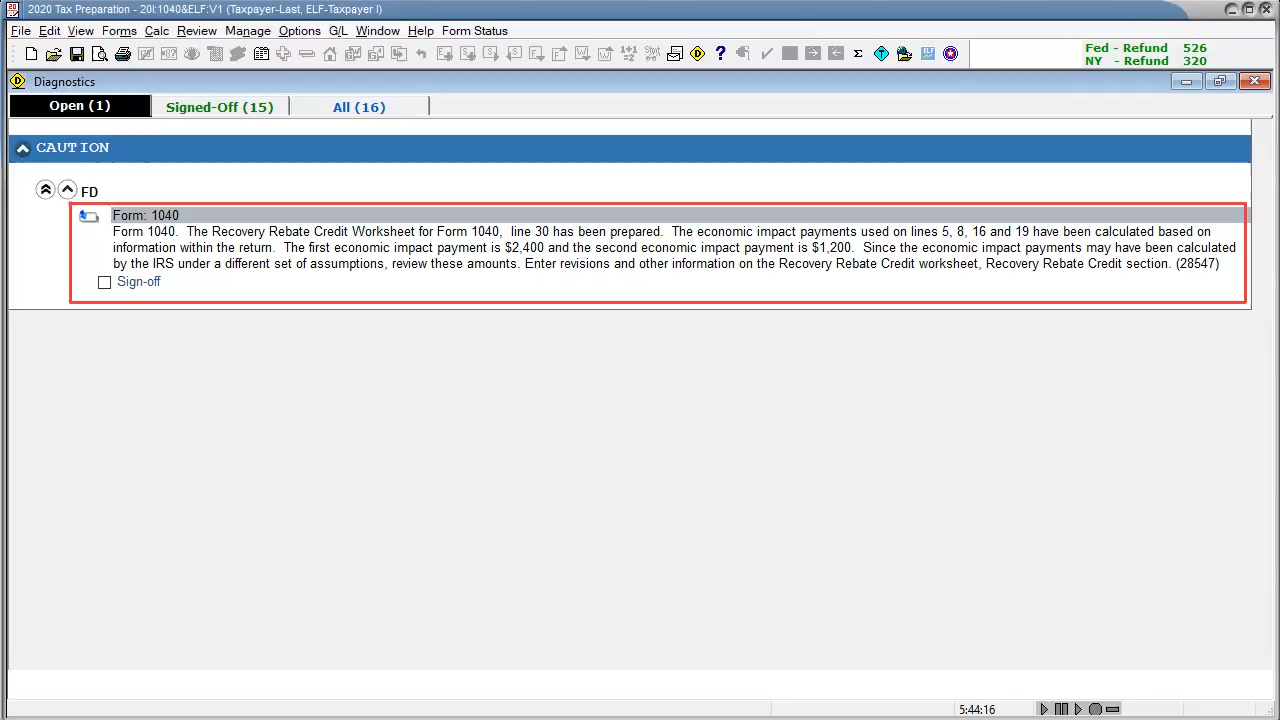 2020 Tax Preparation - 20I:1040&ELF:V1 (Taxpayer-Last, ELF-Taxpayer I)
File Edit View Forms Calc Review Manage Options G/L Window Help Form Status
Fed - Refund 526
NY - Refund 320
Diagnostics
Open (1) Signed-Off (15) All (16)
CAUTION
FD
Form: 1040
Form 1040. The Recovery Rebate Credit Worksheet for Form 1040, line 30 has been prepared. The economic impact payments used on lines 5, 8, 16 and 19 have been calculated based on
information within the return. The first economic impact payment is $2,400 and the second economic impact payment is $1,200. Since the economic impact payments may have been calculated
by the IRS under a different set of assumptions, review these amounts. Enter revisions and other information on the Recovery Rebate Credit worksheet, Recovery Rebate Credit section. (28547)
Sign-off
5:44:16